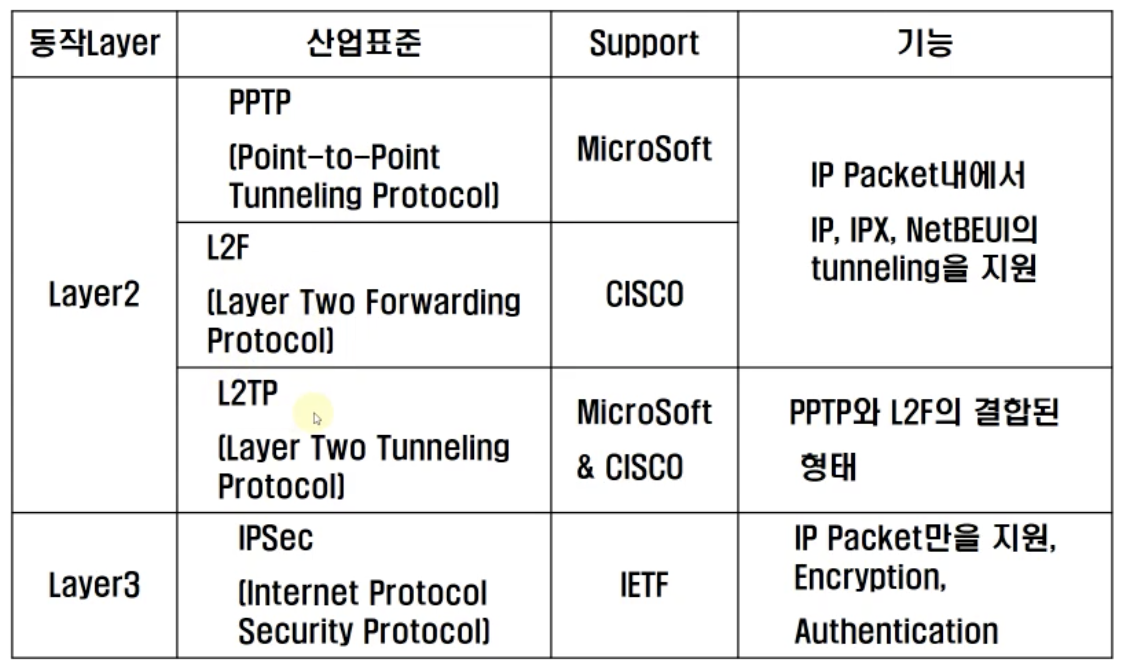 동작Layer
산업표준
Support
기능
Layer2
PPTP
(Point-to-Point
Tunneling Protocol)
MicroSoft
IP Packet내에서
IP, IPX, NetBEUI의
tunneling을 지원
L2F
(Layer Two Forwarding
Protocol)
CISCO
L2TP
(Layer Two Tunneling
Protocol)
MicroSoft
& CISCO
PPTP와 L2F의 결합된
형태
Layer3
IPSec
(Internet Protocol
Security Protocol)
IETF
IP Packet만을 지원,
Encryption,
Authentication